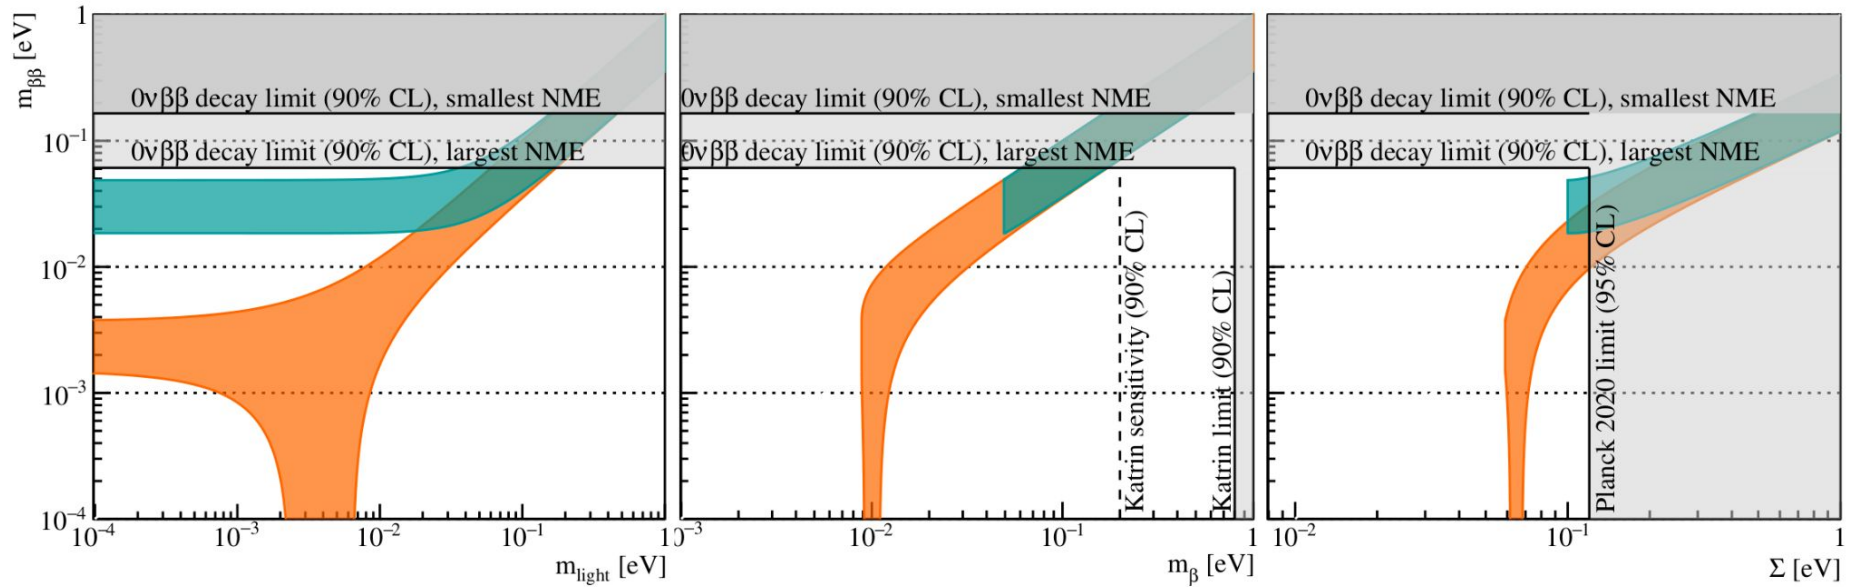 m_ββ [eV]
1
10⁻¹
10⁻²
10⁻³
10⁻⁴
0νββ decay limit (90% CL), smallest NME
0νββ decay limit (90% CL), largest NME
10⁻⁴ 10⁻³ 10⁻² 10⁻¹ 1
m_light [eV]
0νββ decay limit (90% CL), smallest NME
0νββ decay limit (90% CL), largest NME
Katrin sensitivity (90% CL)
Katrin limit (90% CL)
0⁻³ 10⁻² 10⁻¹ 1
m_β [eV]
0νββ decay limit (90% CL), smallest NME
0νββ decay limit (90% CL), largest NME
Planck 2020 limit (95% CL)
10⁻² 10⁻¹ 1
Σ [eV]